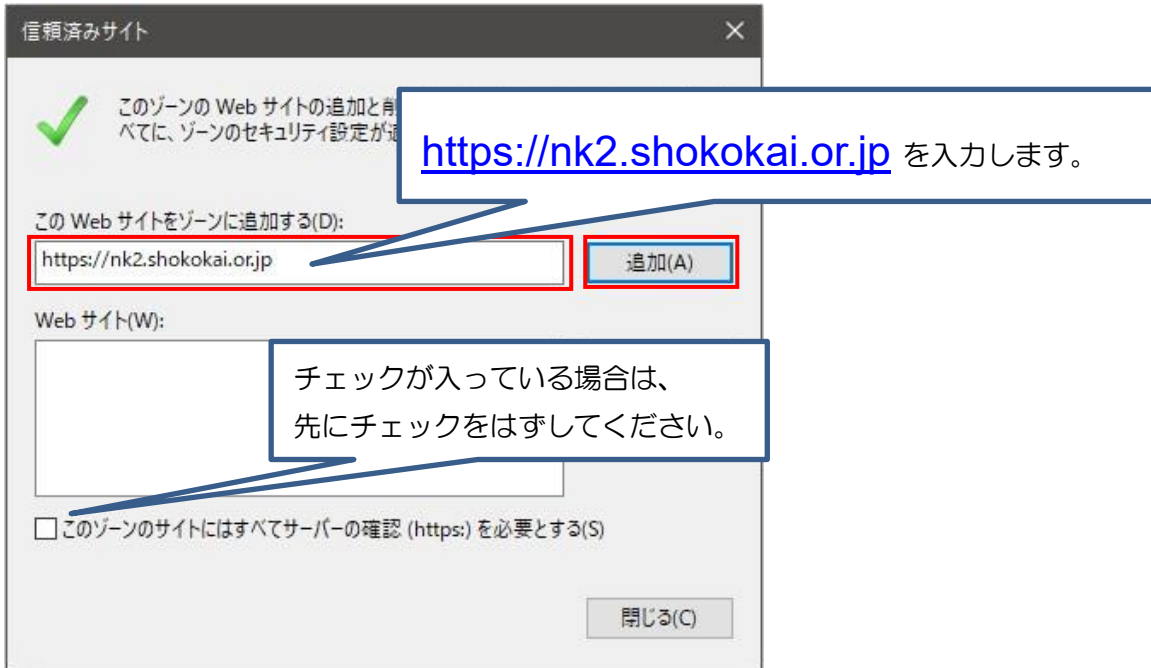 信頼済みサイト
このゾーンの Web サイトの追加と削
べてに、ゾーンのセキュリティ設定が
https://nk2.shokokai.or.jp を入力します。
この Web サイトをゾーンに追加する(D):
https://nk2.shokokai.or.jp
追加(A)
Web サイト(W):
チェックが入っている場合は、
先にチェックをはずしてください。
このゾーンのサイトにはすべてサーバーの確認 (https:) を必要とする(S)
閉じる(C)